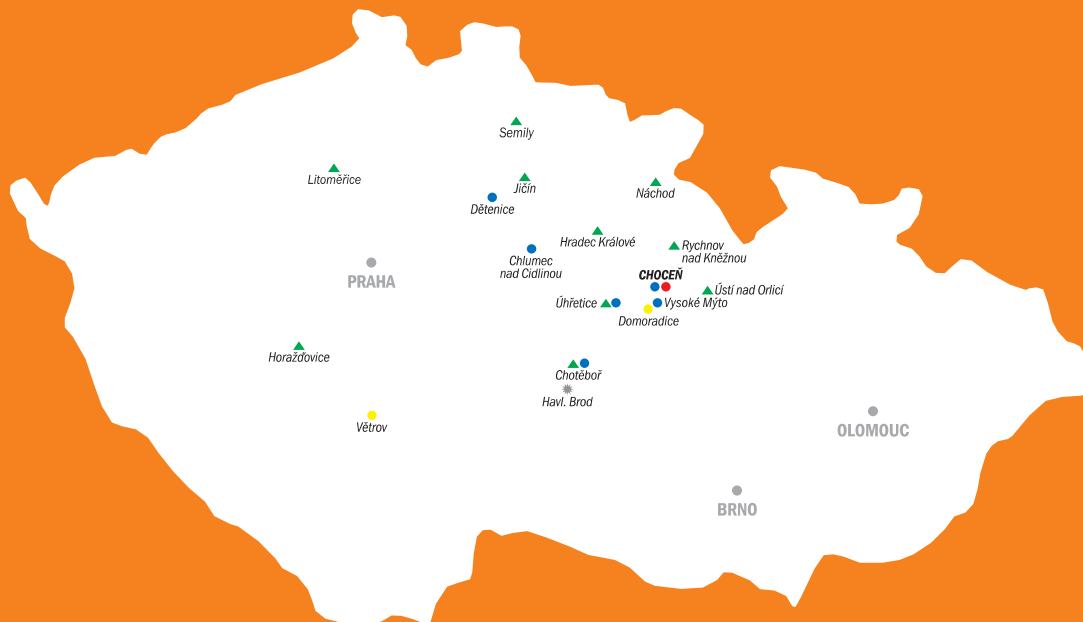 Semily
Litoměřice
Jičín
Náchod
Dětenice
Hradec Králové
Rychnov
nad Kněžnou
Chlumec
nad Cidlinou
CHOCEŇ
PRAHA
Ústí nad Orlicí
Úhřetice
Vysoké Mýto
Domoradice
Horažďovice
Chotěboř
Havl. Brod
Větrov
OLOMOUC
BRNO